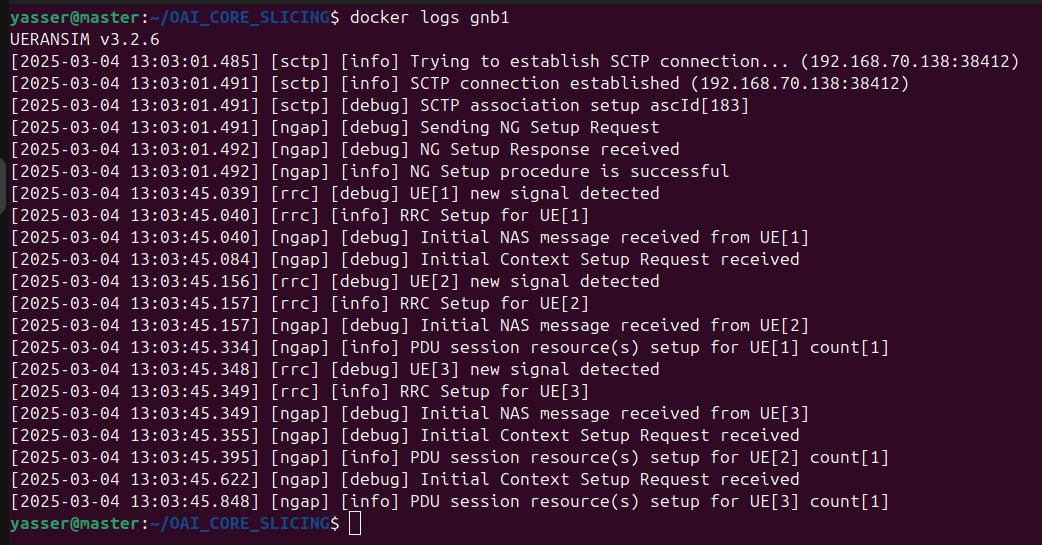 yasser@master:~/OAI_CORE_SLICING$ docker logs gnb1
UERANSIM v3.2.6
[2025-03-04 13:03:01.485] [sctp] [info] Trying to establish SCTP connection... (192.168.70.138:38412)
[2025-03-04 13:03:01.491] [sctp] [info] SCTP connection established (192.168.70.138:38412)
[2025-03-04 13:03:01.491] [sctp] [debug] SCTP association setup ascId[183]
[2025-03-04 13:03:01.491] [ngap] [debug] Sending NG Setup Request
[2025-03-04 13:03:01.492] [ngap] [debug] NG Setup Response received
[2025-03-04 13:03:01.492] [ngap] [info] NG Setup procedure is successful
[2025-03-04 13:03:45.039] [rrc] [debug] UE[1] new signal detected
[2025-03-04 13:03:45.040] [rrc] [info] RRC Setup for UE[1]
[2025-03-04 13:03:45.040] [ngap] [debug] Initial NAS message received from UE[1]
[2025-03-04 13:03:45.084] [ngap] [debug] Initial Context Setup Request received
[2025-03-04 13:03:45.156] [rrc] [debug] UE[2] new signal detected
[2025-03-04 13:03:45.157] [rrc] [info] RRC Setup for UE[2]
[2025-03-04 13:03:45.157] [ngap] [debug] Initial NAS message received from UE[2]
[2025-03-04 13:03:45.334] [ngap] [info] PDU session resource(s) setup for UE[1] count[1]
[2025-03-04 13:03:45.348] [rrc] [debug] UE[3] new signal detected
[2025-03-04 13:03:45.349] [rrc] [info] RRC Setup for UE[3]
[2025-03-04 13:03:45.349] [ngap] [debug] Initial NAS message received from UE[3]
[2025-03-04 13:03:45.355] [ngap] [debug] Initial Context Setup Request received
[2025-03-04 13:03:45.395] [ngap] [info] PDU session resource(s) setup for UE[2] count[1]
[2025-03-04 13:03:45.622] [ngap] [debug] Initial Context Setup Request received
[2025-03-04 13:03:45.848] [ngap] [info] PDU session resource(s) setup for UE[3] count[1]
yasser@master:~/OAI_CORE_SLICING$